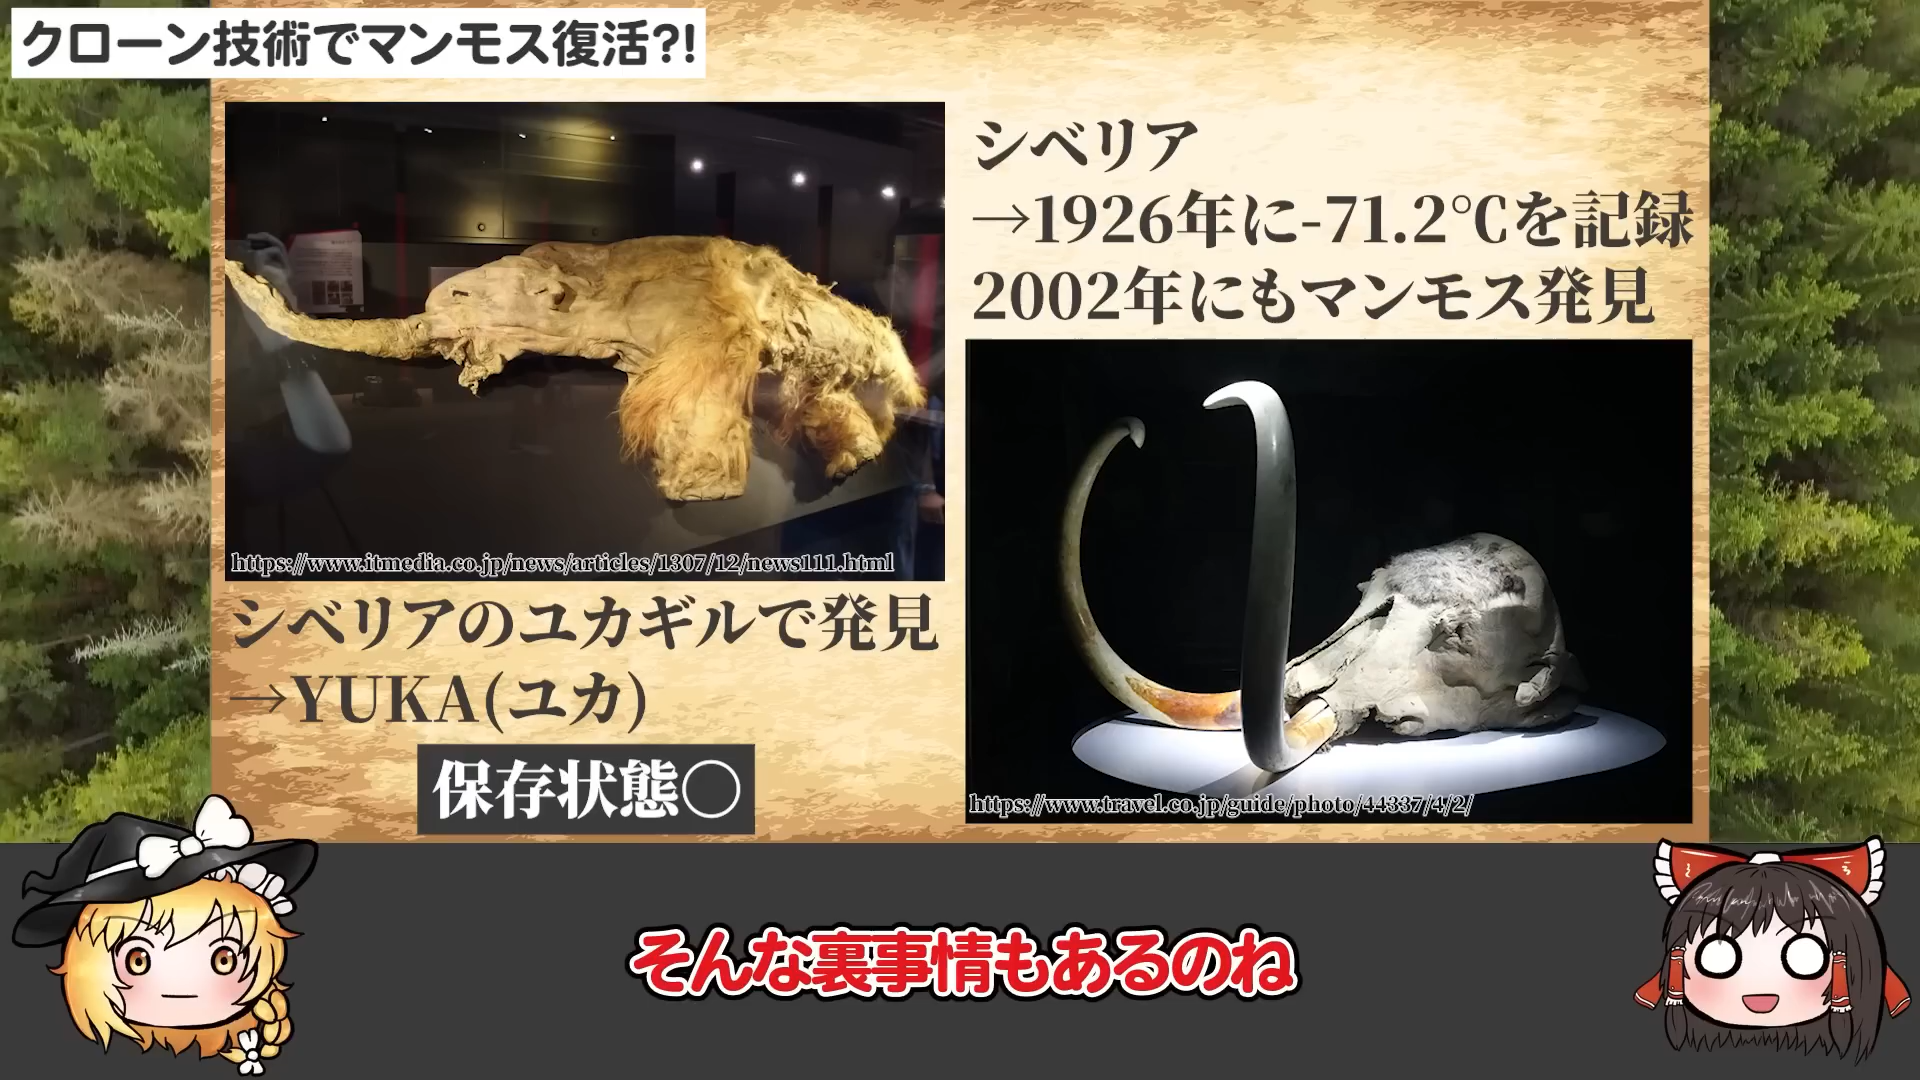 クローン技術でマンモス復活?!
https://www.itmedia.co.jp/news/articles/1307/12/news111.html
シベリアのユカギルで発見
→YUKA(ユカ)
保存状態〇
シベリア
→1926年に-71.2℃を記録
2002年にもマンモス発見
https://www.travel.co.jp/guide/photo/44337/4/2/
そんな裏事情もあるのね